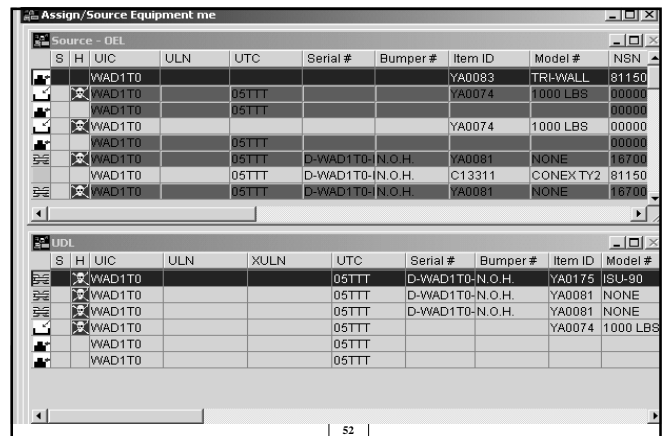 Assign/Source Equipment me
Source - OEL
S H UIC ULN UTC Serial # Bumper # Item ID Model # NSN
WAD1T0 YA0083 TRI-WALL 81150
WAD1T0 05TTT YA0074 1000 LBS 00000
WAD1T0 05TTT 00000
WAD1T0 YA0074 1000 LBS 00000
WAD1T0 05TTT 00000
WAD1T0 05TTT D-WAD1T0- N.O.H. YA0081 NONE 16700
WAD1T0 05TTT D-WAD1T0- N.O.H. C13311 CONEX TY2 81150
WAD1T0 05TTT D-WAD1T0- N.O.H. YA0081 NONE 16700
UDL
S H UIC ULN XULN UTC Serial # Bumper # Item ID Model #
WAD1T0 05TTT D-WAD1T0- N.O.H. YA0175 ISU-90
WAD1T0 05TTT D-WAD1T0- N.O.H. YA0081 NONE
WAD1T0 05TTT D-WAD1T0- N.O.H. YA0081 NONE
WAD1T0 05TTT YA0074 1000 LBS
WAD1T0 05TTT
WAD1T0 05TTT
52